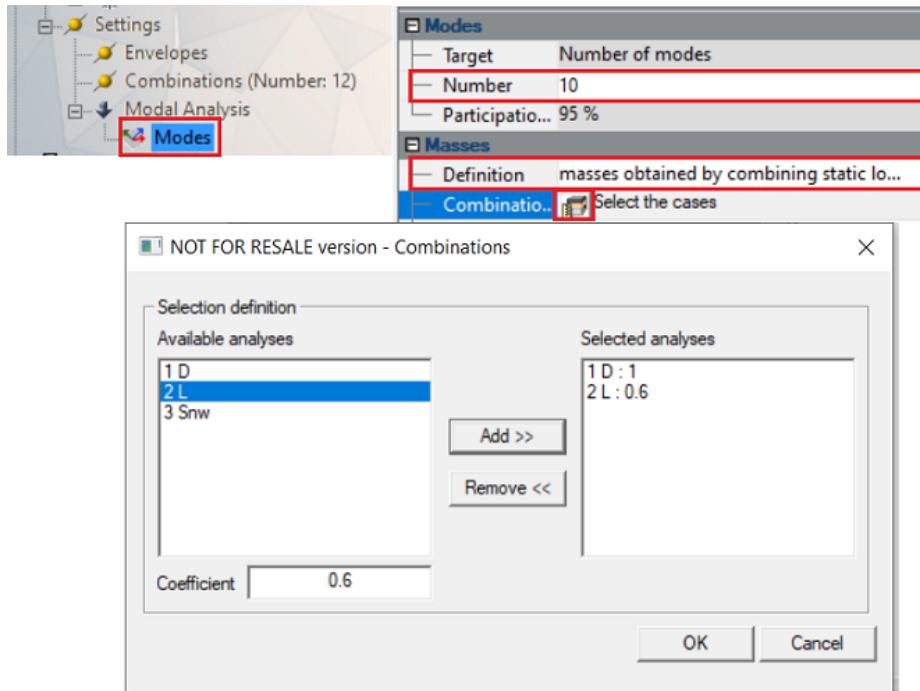 Settings
Envelopes
Combinations (Number: 12)
Modal Analysis
Modes
Modes
Target Number of modes
Number 10
Participatio... 95 %
Masses
Definition masses obtained by combining static lo...
Combinatio.. Select the cases
NOT FOR RESALE version - Combinations
Selection definition
Available analyses
Selected analyses
1 D
2 L
3 Snw
1 D : 1
2 L : 0.6
Add >>
Remove <<
Coefficient 0.6
OK
Cancel